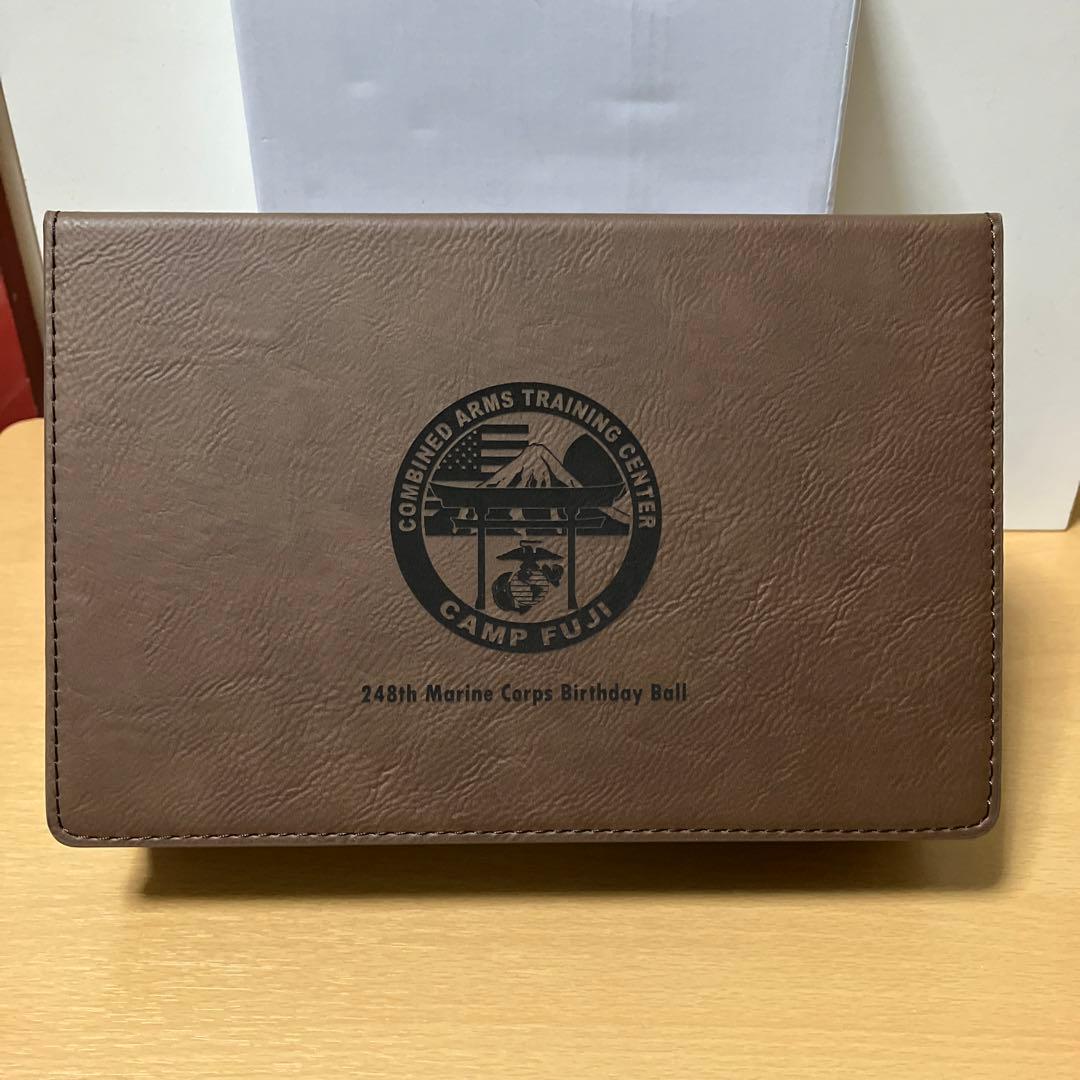 COMBINED ARMS TRAINING CENTER
CAMP FUJI
248th Marine Corps Birthday Ball